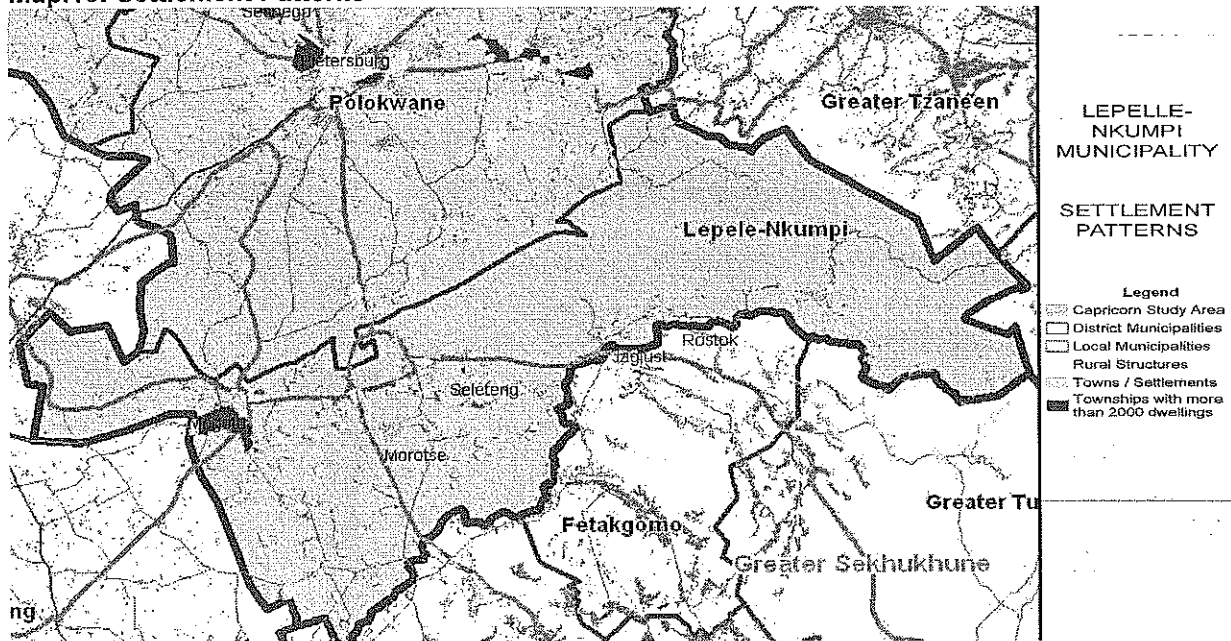 Pietersburg
Polokwane
Greater Tzaneen
Lepele-Nkumpi
Rostok
Seleteng
Morotse
Fetakgomo
Greater Tu
Greater Sekhukhune
ng
LEPELLE-
NKUMPI
MUNICIPALITY
SETTLEMENT
PATTERNS
Legend
Capricorn Study Area
District Municipalities
Local Municipalities
Rural Structures
Towns / Settlements
Townships with more
than 2000 dwellings